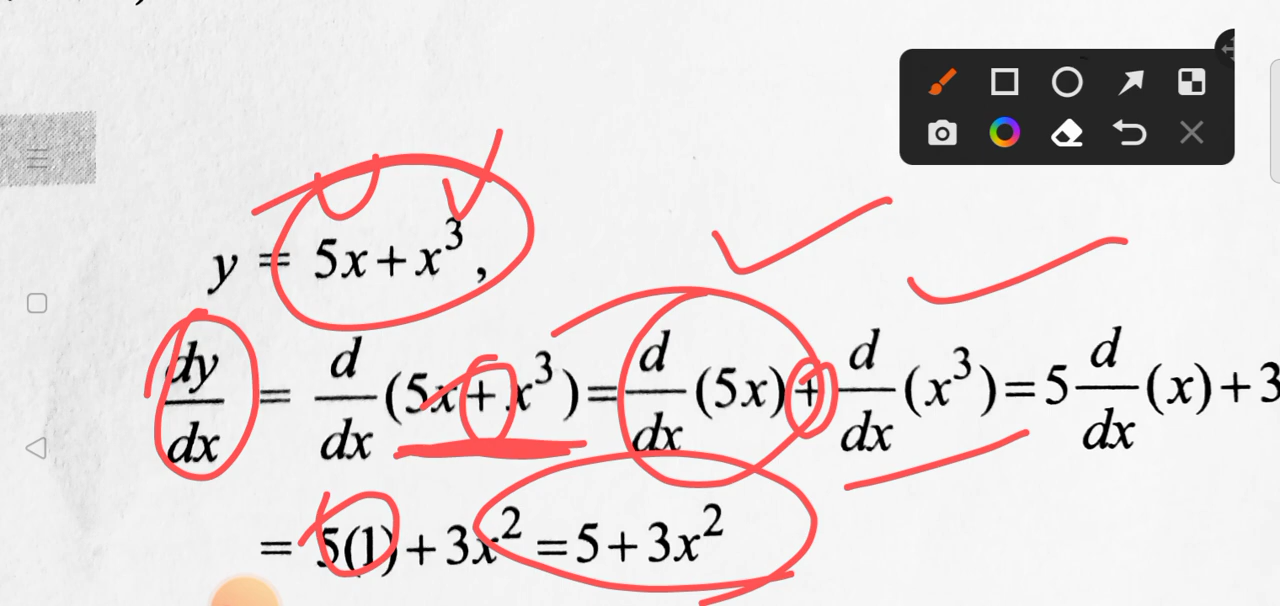 y = 5x+x³,
dy/dx = d/dx (5x+x³)= d/dx (5x)+ d/dx (x³)=5 d/dx (x)+3
= 5(1)+3x² =5+3x²